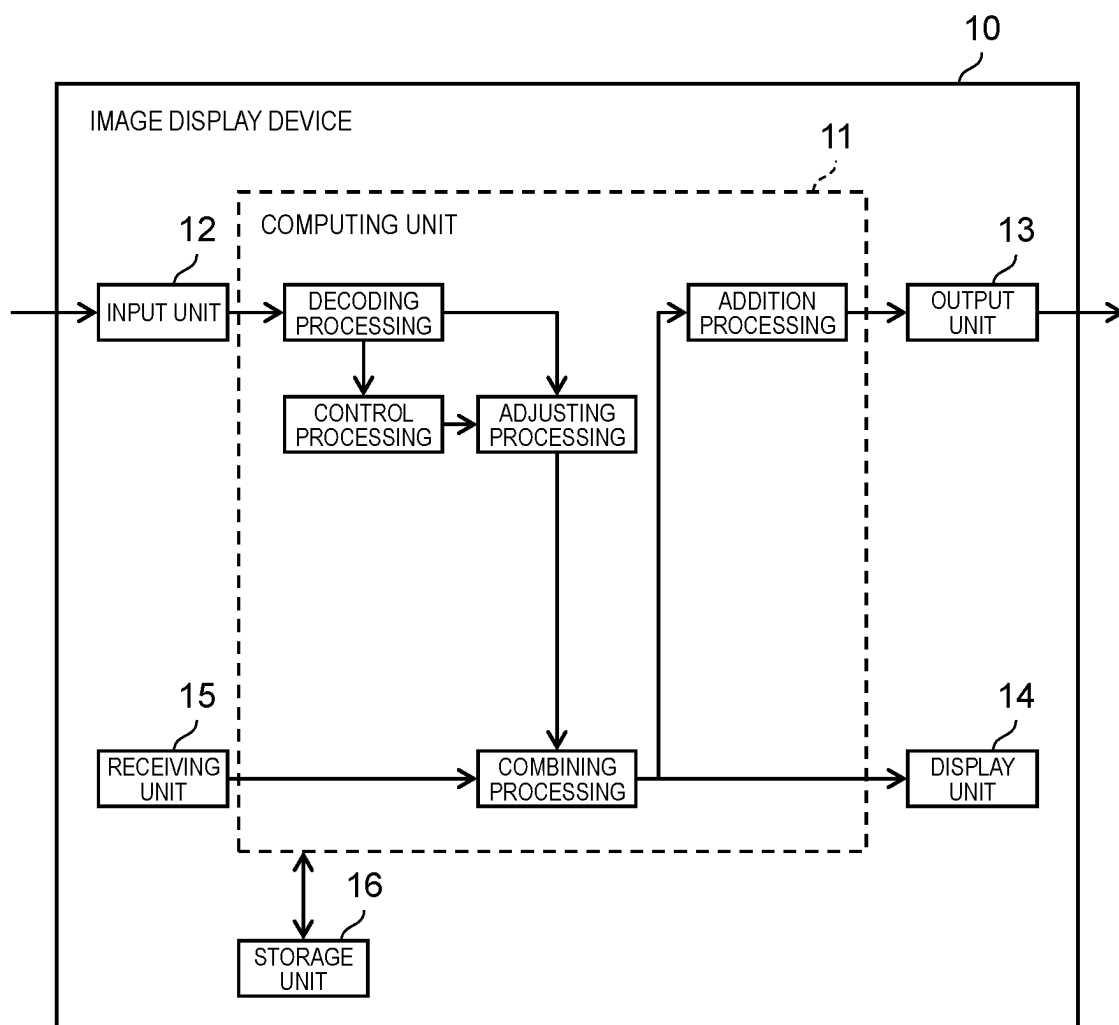 10
IMAGE DISPLAY DEVICE
11
COMPUTING UNIT
12
13
INPUT UNIT
DECODING
PROCESSING
ADDITION
PROCESSING
OUTPUT
UNIT
CONTROL
PROCESSING
ADJUSTING
PROCESSING
15
14
RECEIVING
UNIT
COMBINING
PROCESSING
DISPLAY
UNIT
16
STORAGE
UNIT